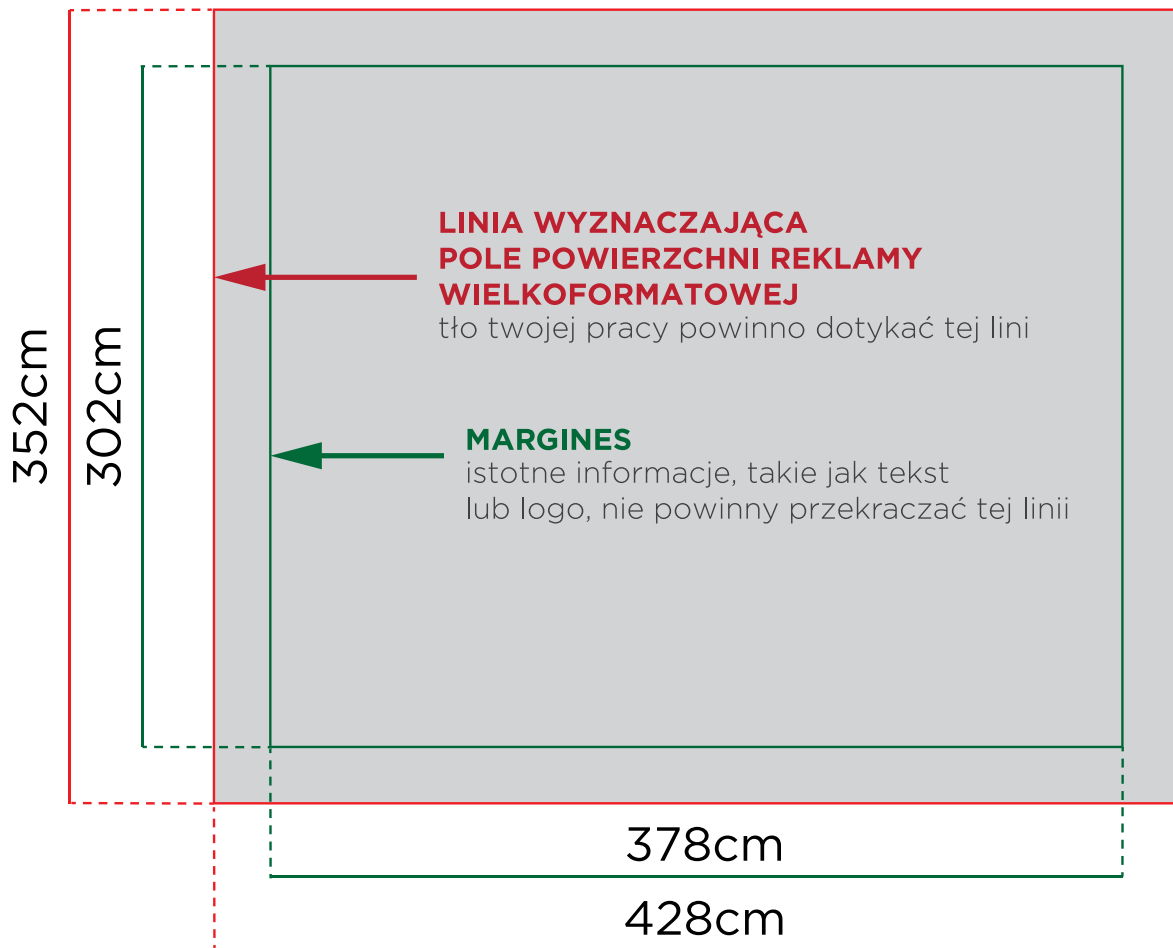 LINIA WYZNACZAJĄCA
POLE POWIERZCHNI REKLAMY
WIELKOFORMATOWEJ
tło twojej pracy powinno dotykać tej lini
MARGINES
istotne informacje, takie jak tekst
lub logo, nie powinny przekraczać tej linii
352cm
302cm
378cm
428cm